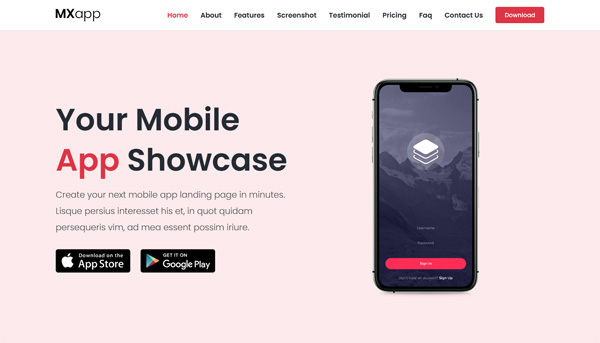 MXapp
Home About Features Screenshot Testimonial Pricing Faq Contact Us Download
Your Mobile
App Showcase
Create your next mobile app landing page in minutes.
Lisque persius interesset his et, in quot quidam
persequeris vim, ad mea essent possim iriure.
Download on the
App Store
GET IT ON
Google Play
Username
Password
Sign In
Don't have an account? Sign Up